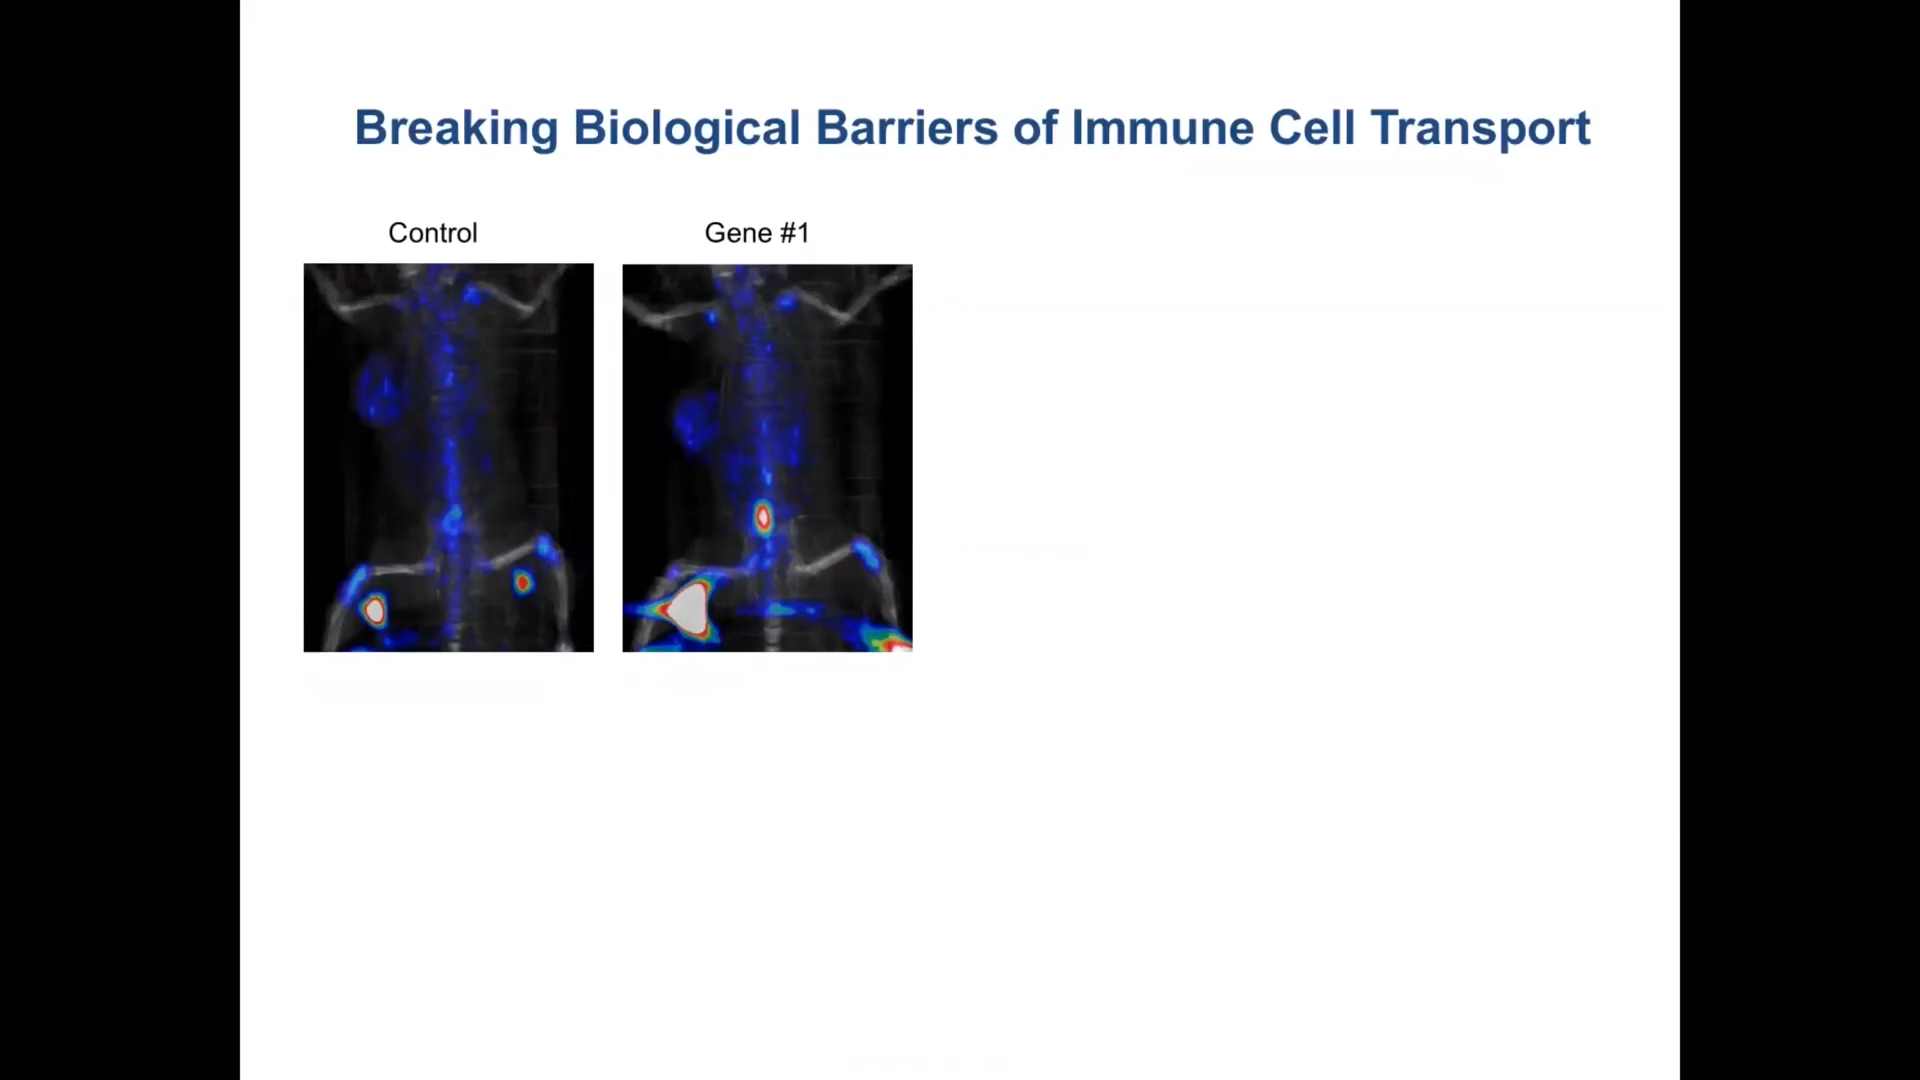 Breaking Biological Barriers of Immune Cell Transport
Control
Gene #1